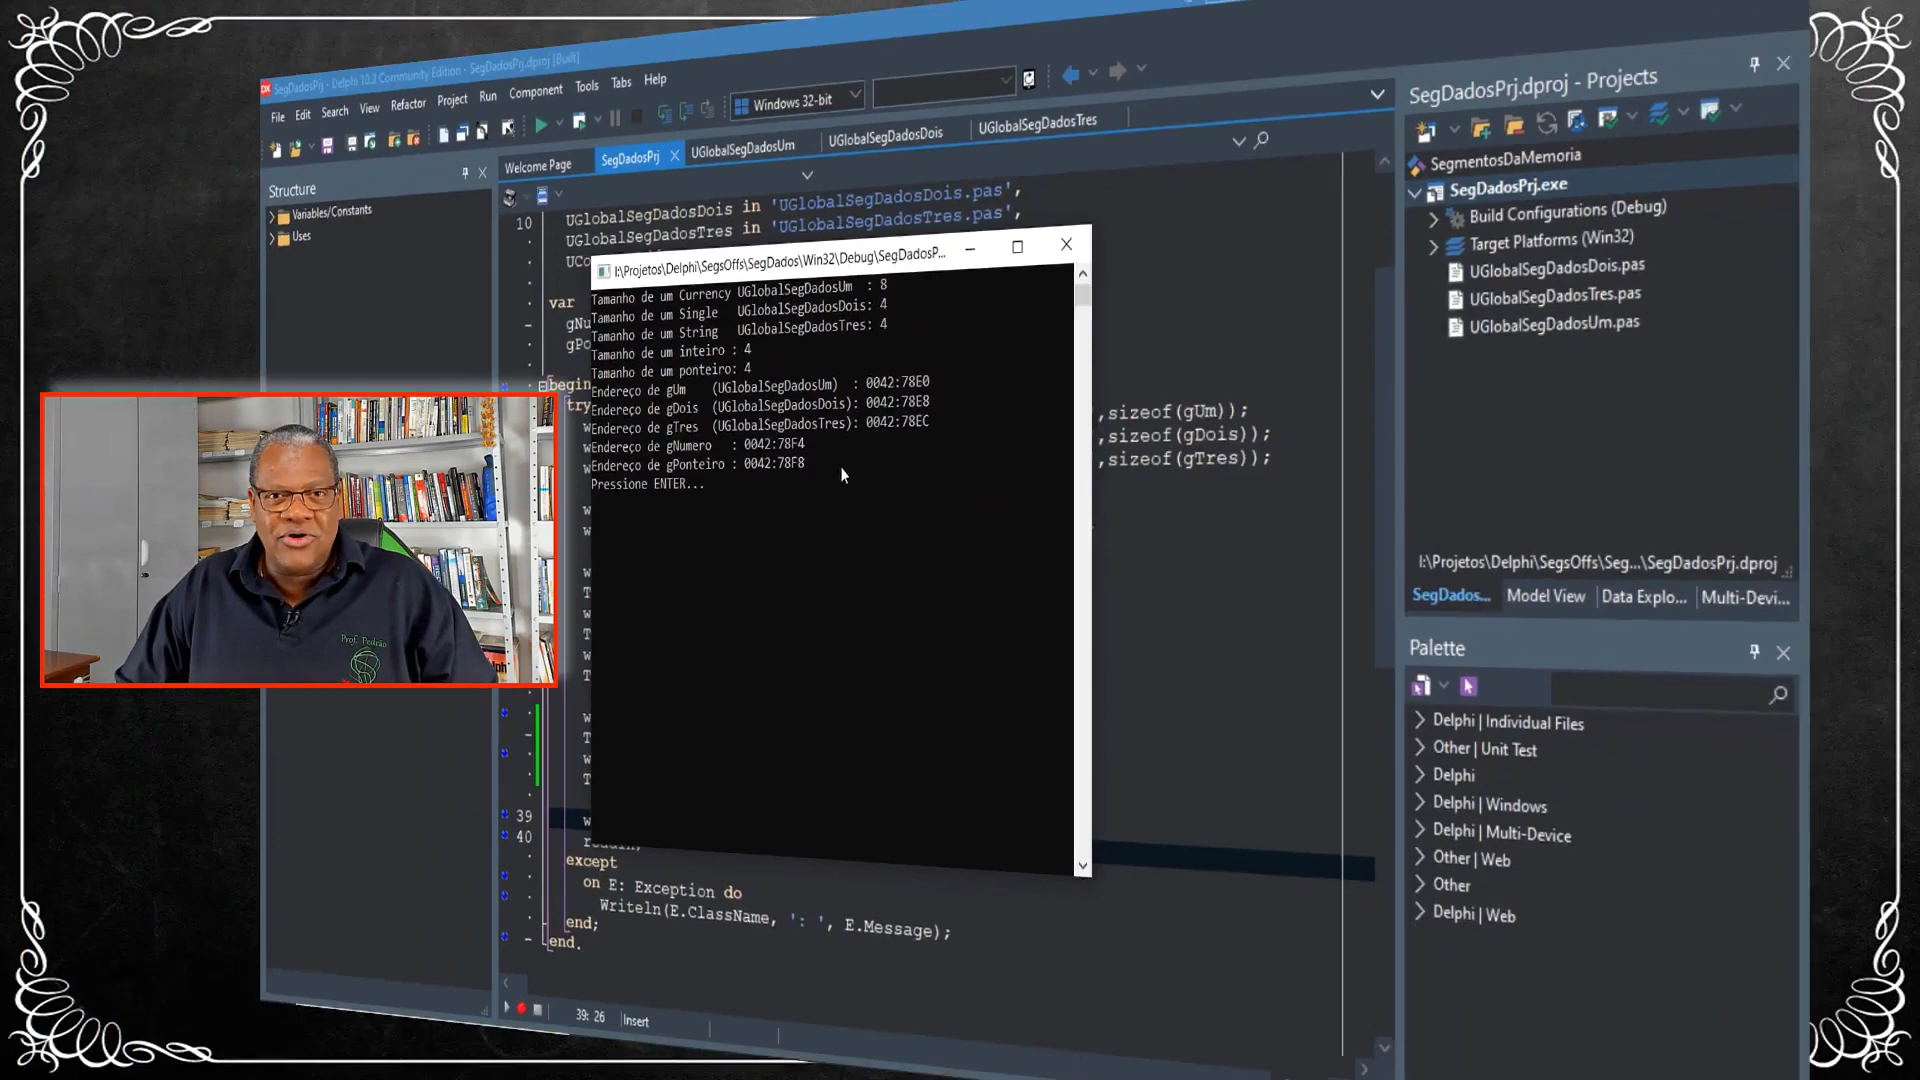 SegDadosPrj - Delphi 10.3 Community Edition - SegDadosPrj.dproj [Built]
File Edit Search View Refactor Project Run Component Tools Tabs Help
Windows 32-bit
Structure
Variables/Constants
Uses
Welcome Page SegDadosPrj UGlobalSegDadosUm UGlobalSegDadosDois UGlobalSegDadosTres
10 UGlobalSegDadosDois in 'UGlobalSegDadosDois.pas',
UGlobalSegDadosTres in 'UGlobalSegDadosTres.pas',
var
begin
try
,sizeof(gUm));
,sizeof(gDois));
,sizeof(gTres));
39
40
except
on E: Exception do
Writeln(E.ClassName, ': ', E.Message);
end;
end.
39: 26 Insert
I:\Projetos\Delphi\SegsOffs\SegDados\Win32\Debug\SegDadosP...
Tamanho de um Currency UGlobalSegDadosUm : 8
Tamanho de um Single UGlobalSegDadosDois: 4
Tamanho de um String UGlobalSegDadosTres: 4
Tamanho de um inteiro : 4
Tamanho de um ponteiro: 4
Endereço de gUm (UGlobalSegDadosUm) : 0042:78E0
Endereço de gDois (UGlobalSegDadosDois): 0042:78E8
Endereço de gTres (UGlobalSegDadosTres): 0042:78EC
Endereço de gNumero : 0042:78F4
Endereço de gPonteiro : 0042:78F8
Pressione ENTER...
Prof. Pedrão
SegDadosPrj.dproj - Projects
SegmentosDaMemoria
SegDadosPrj.exe
Build Configurations (Debug)
Target Platforms (Win32)
UGlobalSegDadosDois.pas
UGlobalSegDadosTres.pas
UGlobalSegDadosUm.pas
I:\Projetos\Delphi\SegsOffs\Seg...\SegDadosPrj.dproj
SegDados... Model View Data Explo... Multi-Devi...
Palette
Delphi | Individual Files
Other | Unit Test
Delphi
Delphi | Windows
Delphi | Multi-Device
Other | Web
Other
Delphi | Web